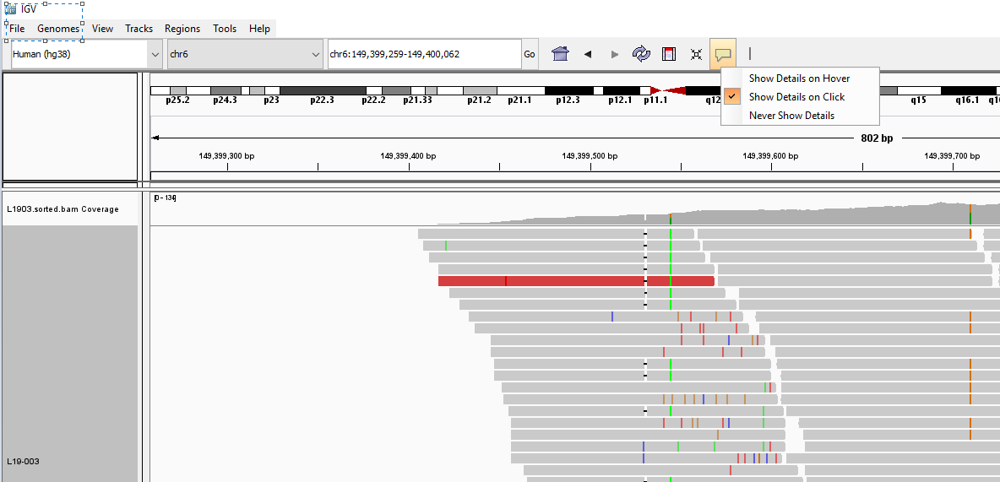 IGV
File Genomes View Tracks Regions Tools Help
Human (hg38) chr6 chr6:149,399,259-149,400,062 Go
Show Details on Hover
Show Details on Click
Never Show Details
p25.2 p24.3 p23 p22.3 p22.2 p21.33 p21.2 p21.1 p12.3 p12.1 p11.1 q12 q15 q16.1
802 bp
149,399,300 bp 149,399,400 bp 149,399,500 bp 149,399,600 bp 149,399,700 bp
L1903.sorted.bam Coverage
L19-003